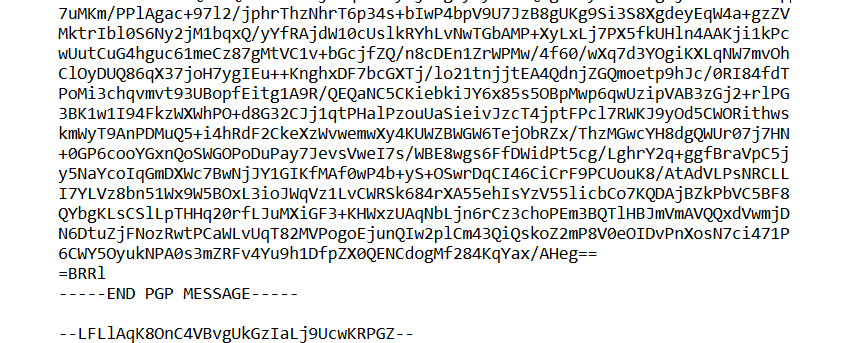 7uMKm/PPlAgac+97l2/jphrThzNhrT6p34s+bIwP4bpV9U7JzB8gUKg9Si3S8XgdeyEqW4a+gzZV
MktrIbl0S6Ny2jM1bqxQ/yYfRAjdW10cUslkRYhLvNwTGbAMP+XyLxLj7PX5fkUHln4AAKji1kPc
wUutCuG4hguc61meCz87gMtVC1v+bGcjfZQ/n8cDEn1ZrWPMw/4f60/wXq7d3YOgiKXLqNW7mvOh
ClOyDUQ86qX37joH7ygIEu++KnghxDF7bcGXTj/lo21tnjjtEA4QdnjZGQmoetp9hJc/0RI84fdT
PoMi3chqvmvt93UBopfEitg1A9R/QEQaNC5CKiebkiJY6x85s5OBpMwp6qwUzipVAB3zGj2+rlPG
3BK1w1I94FkzWXWhPO+d8G32CJj1qtPHalPzouUaSieivJzcT4jptFPcl7RWKJ9yOd5CWORithws
kmWyT9AnPDMuQ5+i4hRdF2CkeXzWvwemwXy4KUWZBWGW6TejObRZx/ThzMGwcYH8dgQWUr07j7HN
+0GP6cooYGxnQoSWGOPoDuPay7JevsVweI7s/WBE8wgs6FfDWidPt5cg/LghrY2q+ggfBraVpC5j
y5NaYcoIqGmDXWc7BwNjJY1GIKfMAf0wP4b+yS+OSwrDqCI46CiCrF9PCUouK8/AtAdVLPsNRCLL
I7YLVz8bn51Wx9W5BOxL3ioJWqVz1LvCWRSk684rXA55ehIsYzV55licbCo7KQDAjBZkPbVC5BF8
QYbgKLsCSlLpTHHq20rfLJuMXiGF3+KHWxzUAqNbLjn6rCz3choPEm3BQTlHBJmVmAVQQxdVwmjD
N6DtuZjFNozRwtPCaWLvUqT82MVPogoEjunQIw2plCm43QiQskoZ2mP8V0eOIDvPnXosN7ci471P
6CWY5OyukNPA0s3mZRFv4Yu9h1DfpZX0QENCdogMf284KqYax/AHeg==
=BRRl
-----END PGP MESSAGE-----
--LFLlAqK8OnC4VBvgUkGzIaLj9UcwKRPGZ--